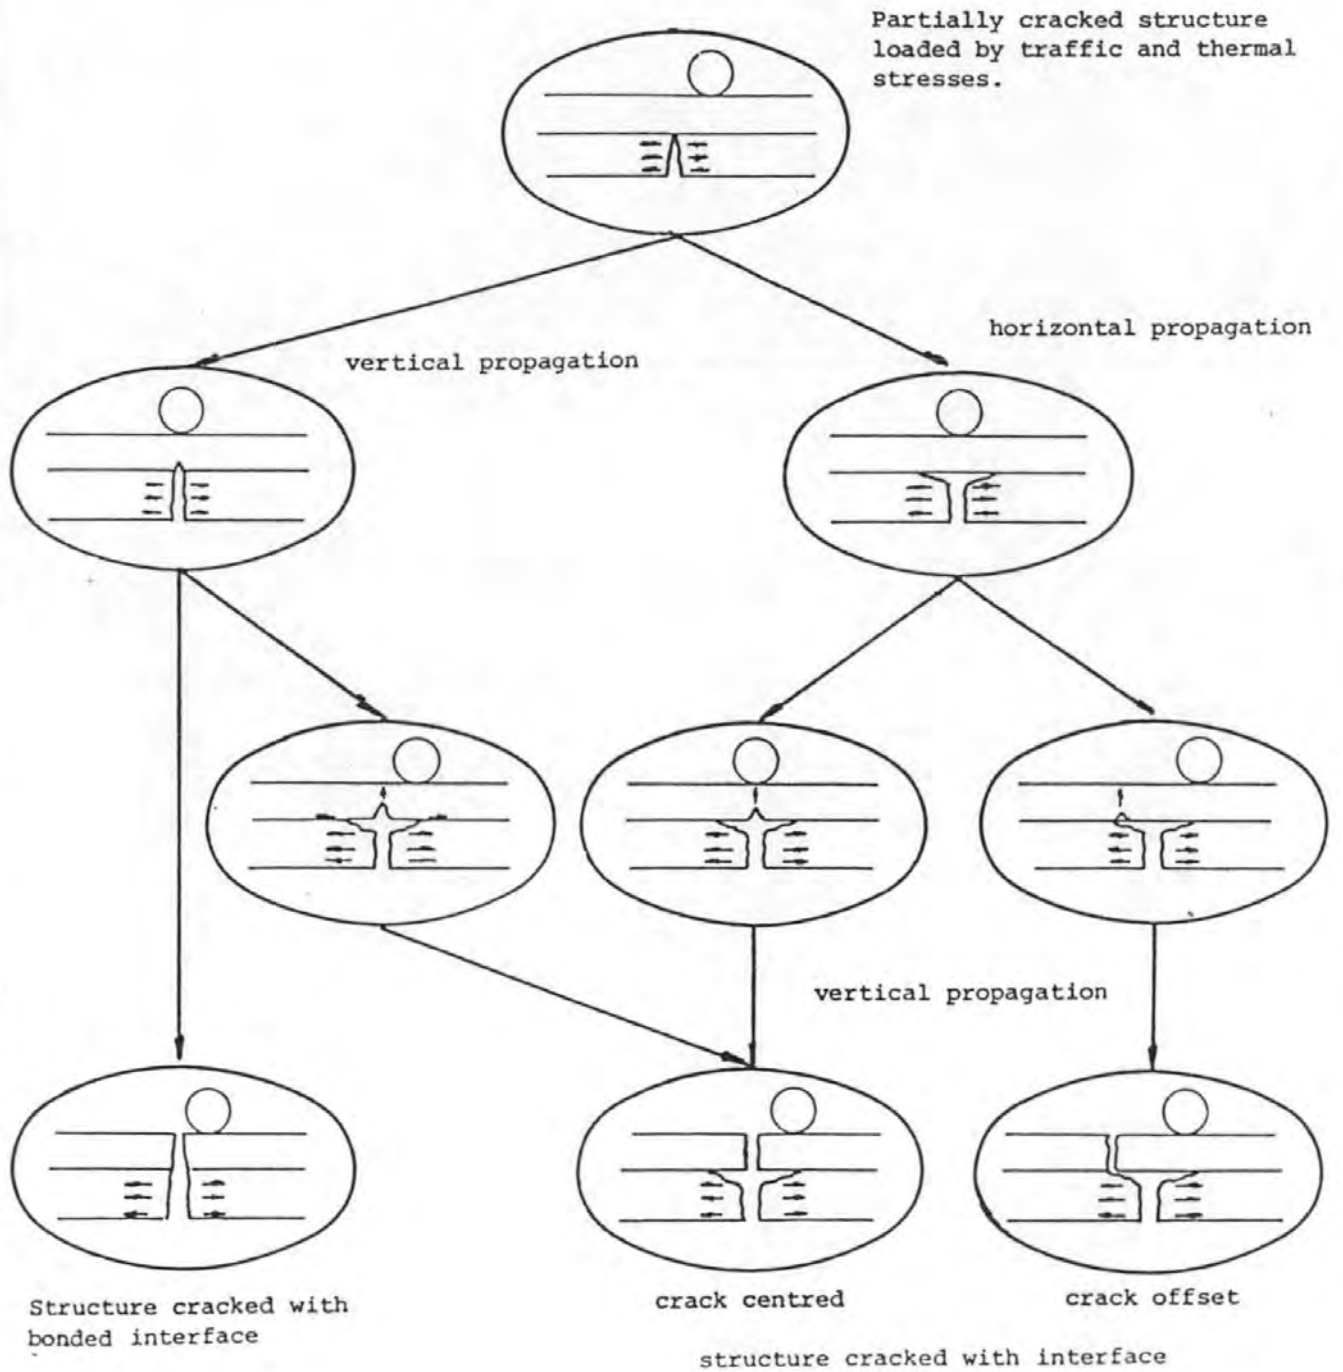 Partially cracked structure
loaded by traffic and thermal
stresses.
horizontal propagation
vertical propagation
vertical propagation
Structure cracked with
bonded interface
crack centred
crack offset
structure cracked with interface